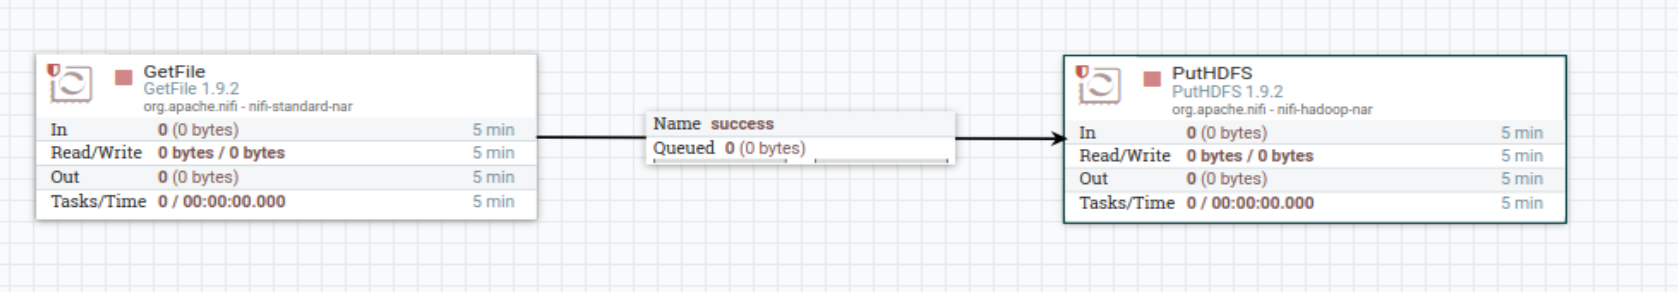 GetFile
GetFile 1.9.2
org.apache.nifi - nifi-standard-nar
In 0 (0 bytes) 5 min
Read/Write 0 bytes / 0 bytes 5 min
Out 0 (0 bytes) 5 min
Tasks/Time 0 / 00:00:00.000 5 min
Name success
Queued 0 (0 bytes)
PutHDFS
PutHDFS 1.9.2
org.apache.nifi - nifi-hadoop-nar
In 0 (0 bytes) 5 min
Read/Write 0 bytes / 0 bytes 5 min
Out 0 (0 bytes) 5 min
Tasks/Time 0 / 00:00:00.000 5 min